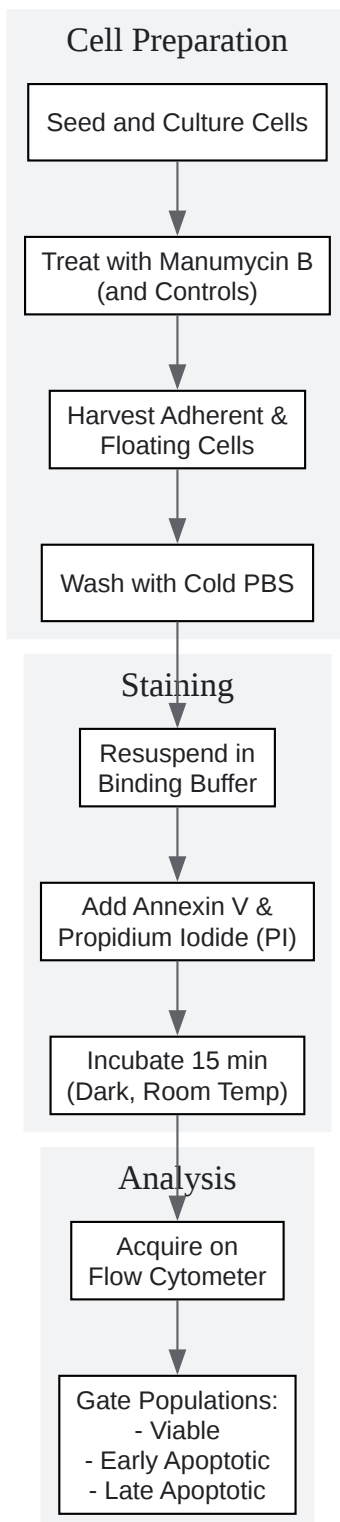 Cell Preparation
Seed and Culture Cells
Treat with Manumycin B
(and Controls)
Harvest Adherent &
Floating Cells
Wash with Cold PBS
Staining
Resuspend in
Binding Buffer
Add Annexin V &
Propidium Iodide (PI)
Incubate 15 min
(Dark, Room Temp)
Analysis
Acquire on
Flow Cytometer
Gate Populations:
- Viable
- Early Apoptotic
- Late Apoptotic